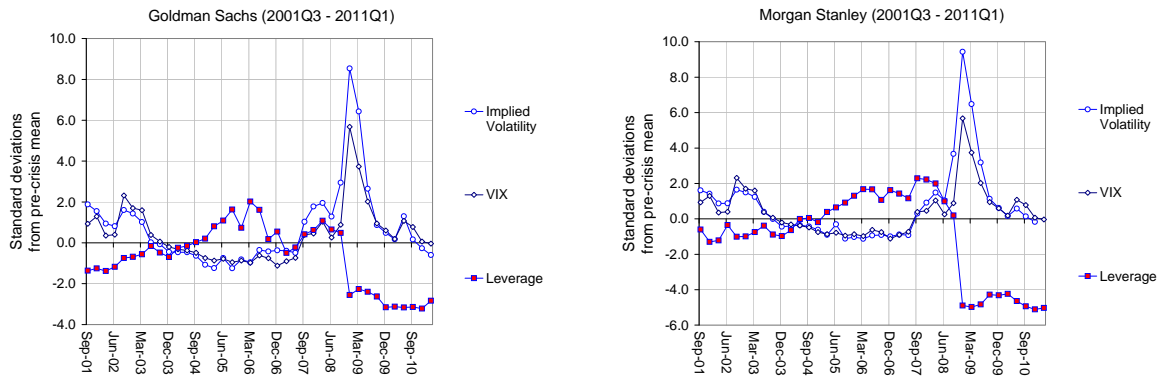 Goldman Sachs (2001Q3 - 2011Q1)
10.0
8.0
6.0
4.0
2.0
0.0
-2.0
-4.0
Standard deviations
from pre-crisis mean
Sep-01
Jun-02
Mar-03
Dec-03
Sep-04
Jun-05
Mar-06
Dec-06
Sep-07
Jun-08
Mar-09
Dec-09
Sep-10
Implied
Volatility
VIX
Leverage
Morgan Stanley (2001Q3 - 2011Q1)
10.0
8.0
6.0
4.0
2.0
0.0
-2.0
-4.0
-6.0
Standard deviations
from pre-crisis mean
Sep-01
Jun-02
Mar-03
Dec-03
Sep-04
Jun-05
Mar-06
Dec-06
Sep-07
Jun-08
Mar-09
Dec-09
Sep-10
Implied
Volatility
VIX
Leverage